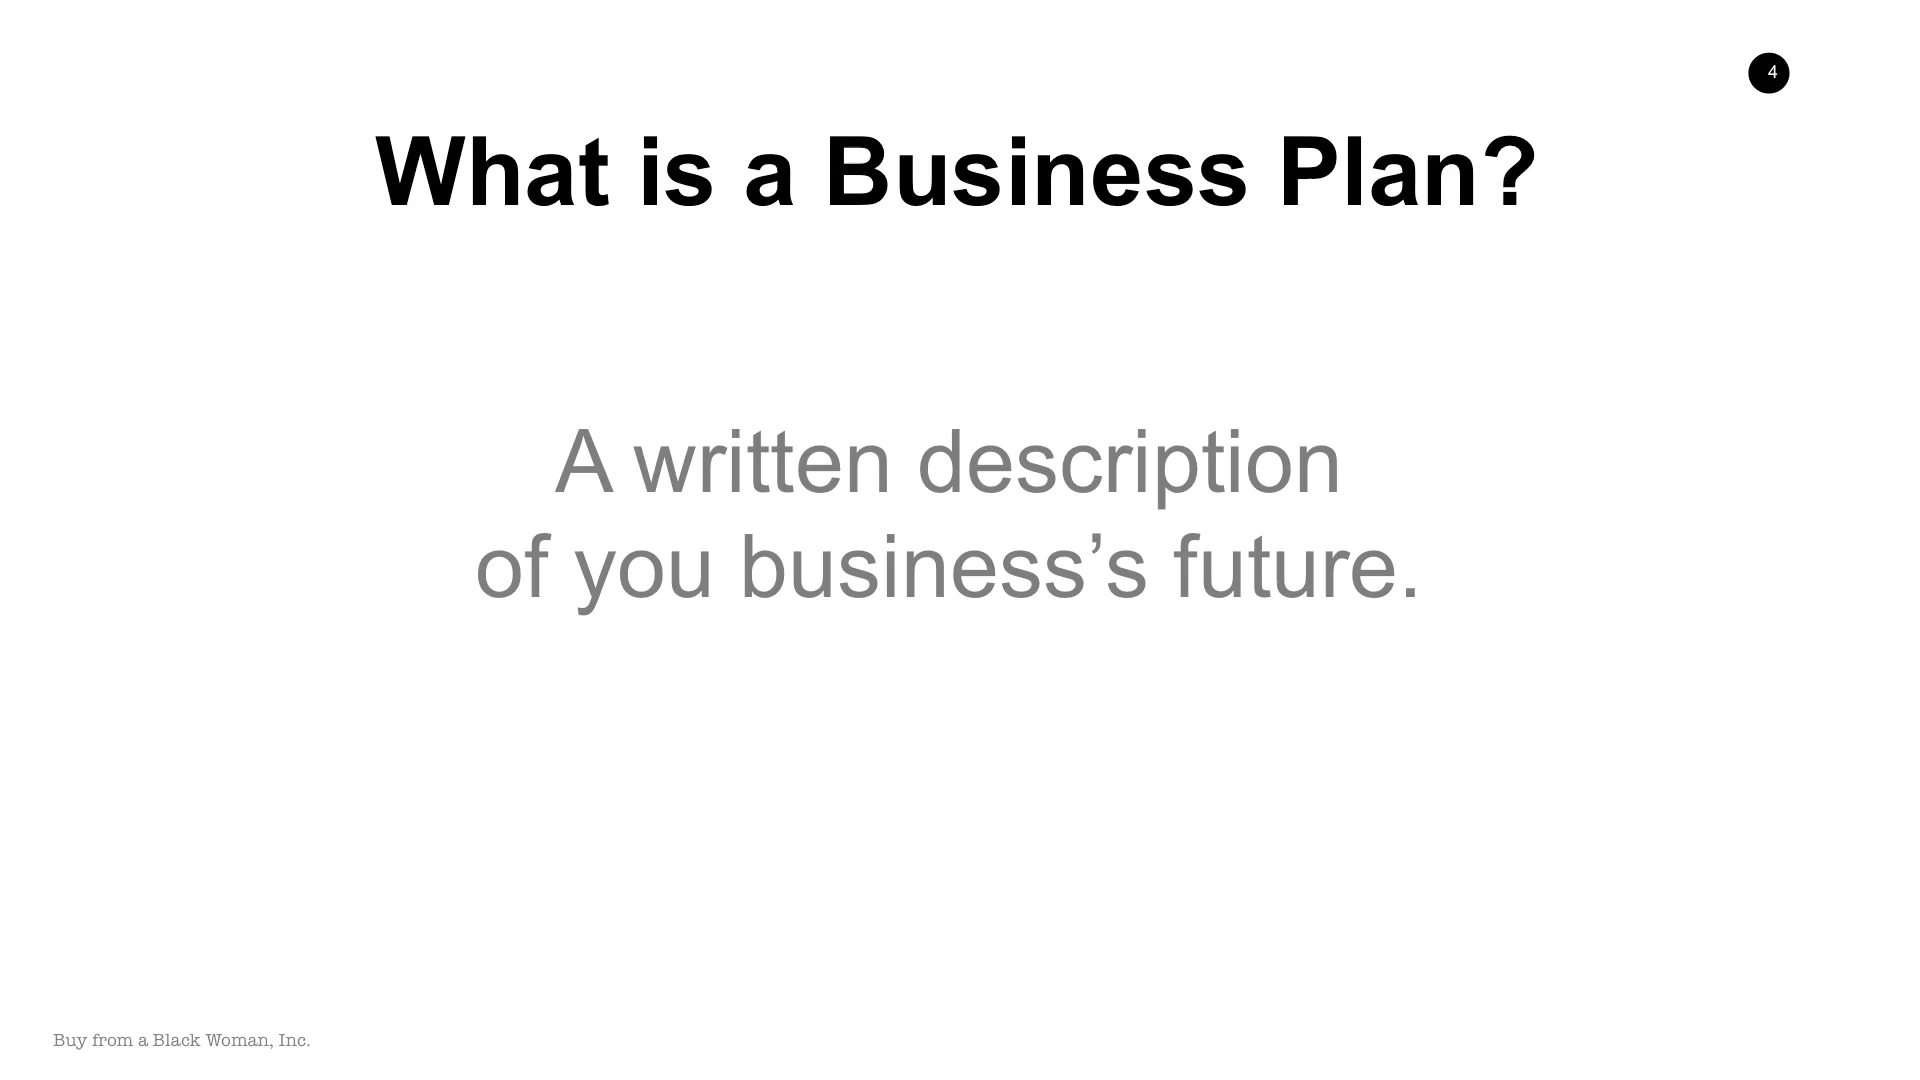 4
What is a Business Plan?
A written description
of you business’s future.
Buy from a Black Woman, Inc.